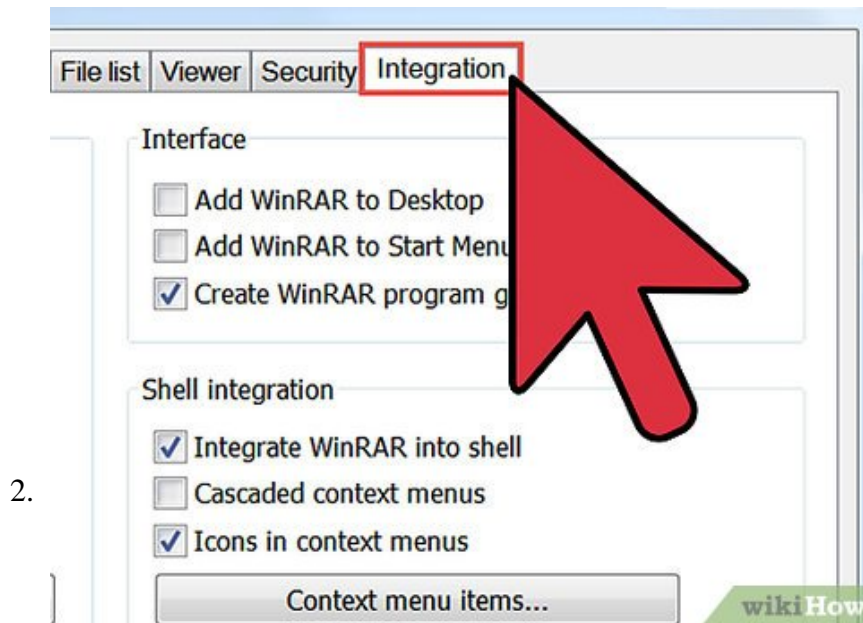 File list Viewer Security Integration
Interface
Add WinRAR to Desktop
Add WinRAR to Start Menu
Create WinRAR program
Shell integration
Integrate WinRAR into shell
2.
Cascaded context menus
Icons in context menus
Context menu items...
wikiHow